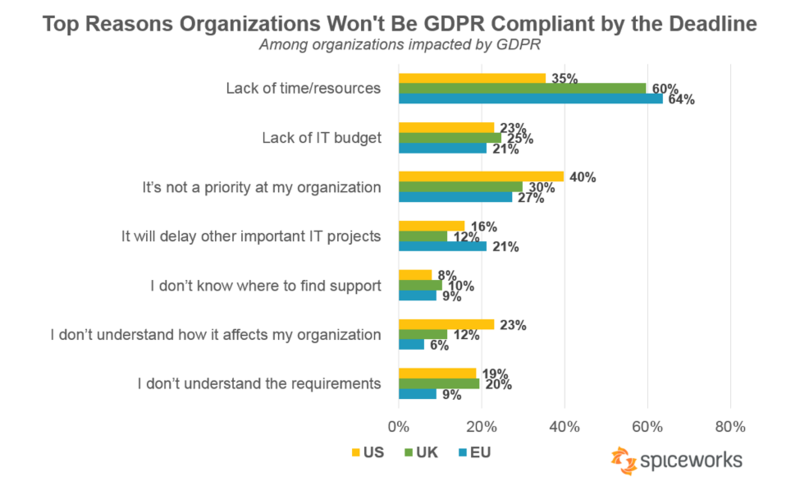 Top Reasons Organizations Won't Be GDPR Compliant by the Deadline
Among organizations impacted by GDPR
Lack of time/resources
35%
60%
64%
Lack of IT budget
23%
25%
21%
It's not a priority at my organization
40%
30%
27%
It will delay other important IT projects
16%
12%
21%
I don't know where to find support
8%
10%
9%
I don't understand how it affects my organization
23%
12%
6%
I don't understand the requirements
19%
20%
9%
0% 20% 40% 60% 80%
US UK EU
spiceworks